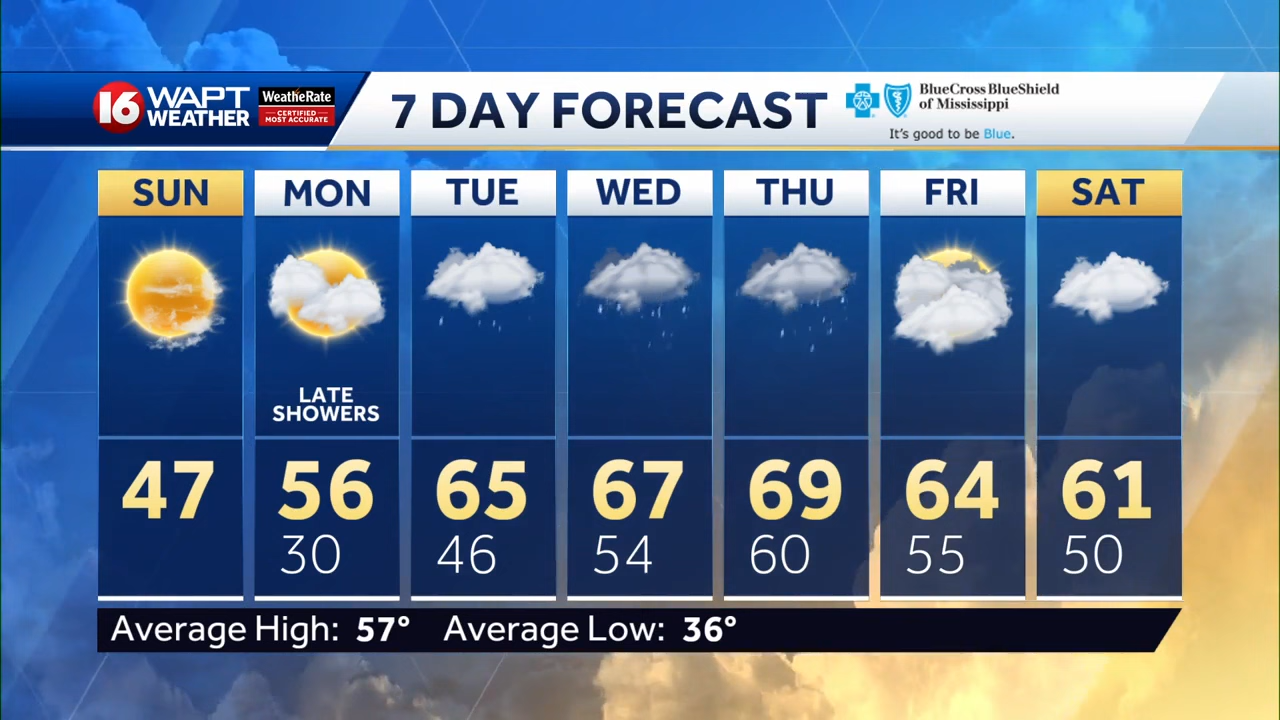 16 WAPT WEATHER
WeatheRate
CERTIFIED
MOST ACCURATE
7 DAY FORECAST
BlueCross BlueShield
of Mississippi
It's good to be Blue.
SUN MON TUE WED THU FRI SAT
LATE
SHOWERS
47 56 65 67 69 64 61
30 46 54 60 55 50
Average High: 57° Average Low: 36°